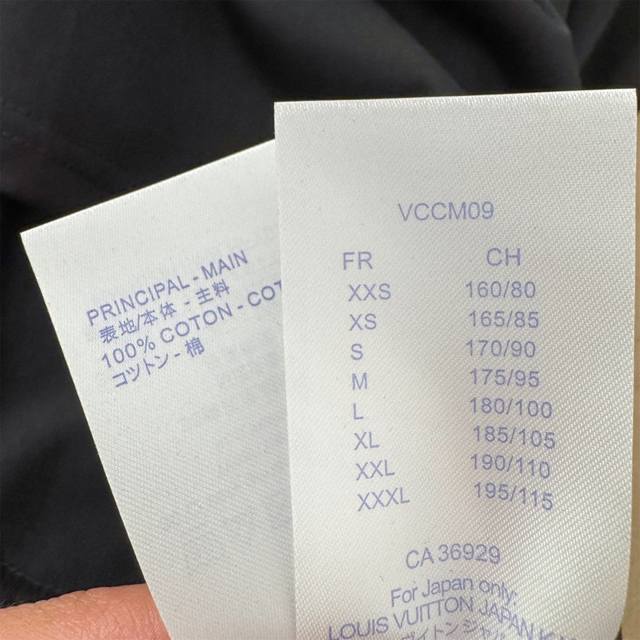 PRINCIPAL - MAIN
表地/本体 - 主料
100% COTON - COT
コットン - 棉
VCCM09
FR CH
XXS 160/80
XS 165/85
S 170/90
M 175/95
L 180/100
XL 185/105
XXL 190/110
XXXL 195/115
CA 36929
For Japan only:
LOUIS VUITTON JAPAN